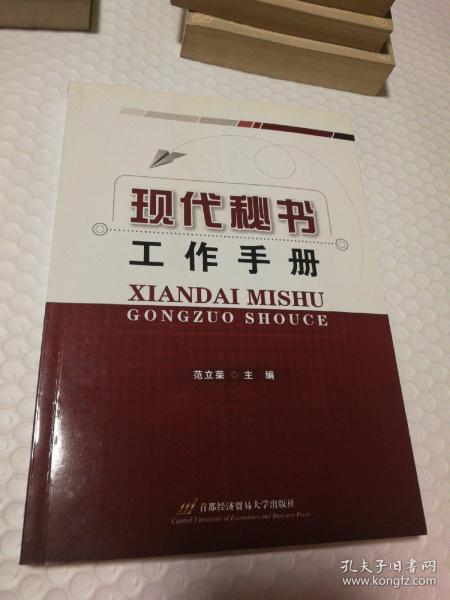 现代秘书
工作手册
XIANDAI MISHU
GONGZUO SHOUCE
范立荣 ◇ 主 编
首都经济贸易大学出版社
Capital University of Economics and Business Press
孔夫子旧书网
www.kongfz.com